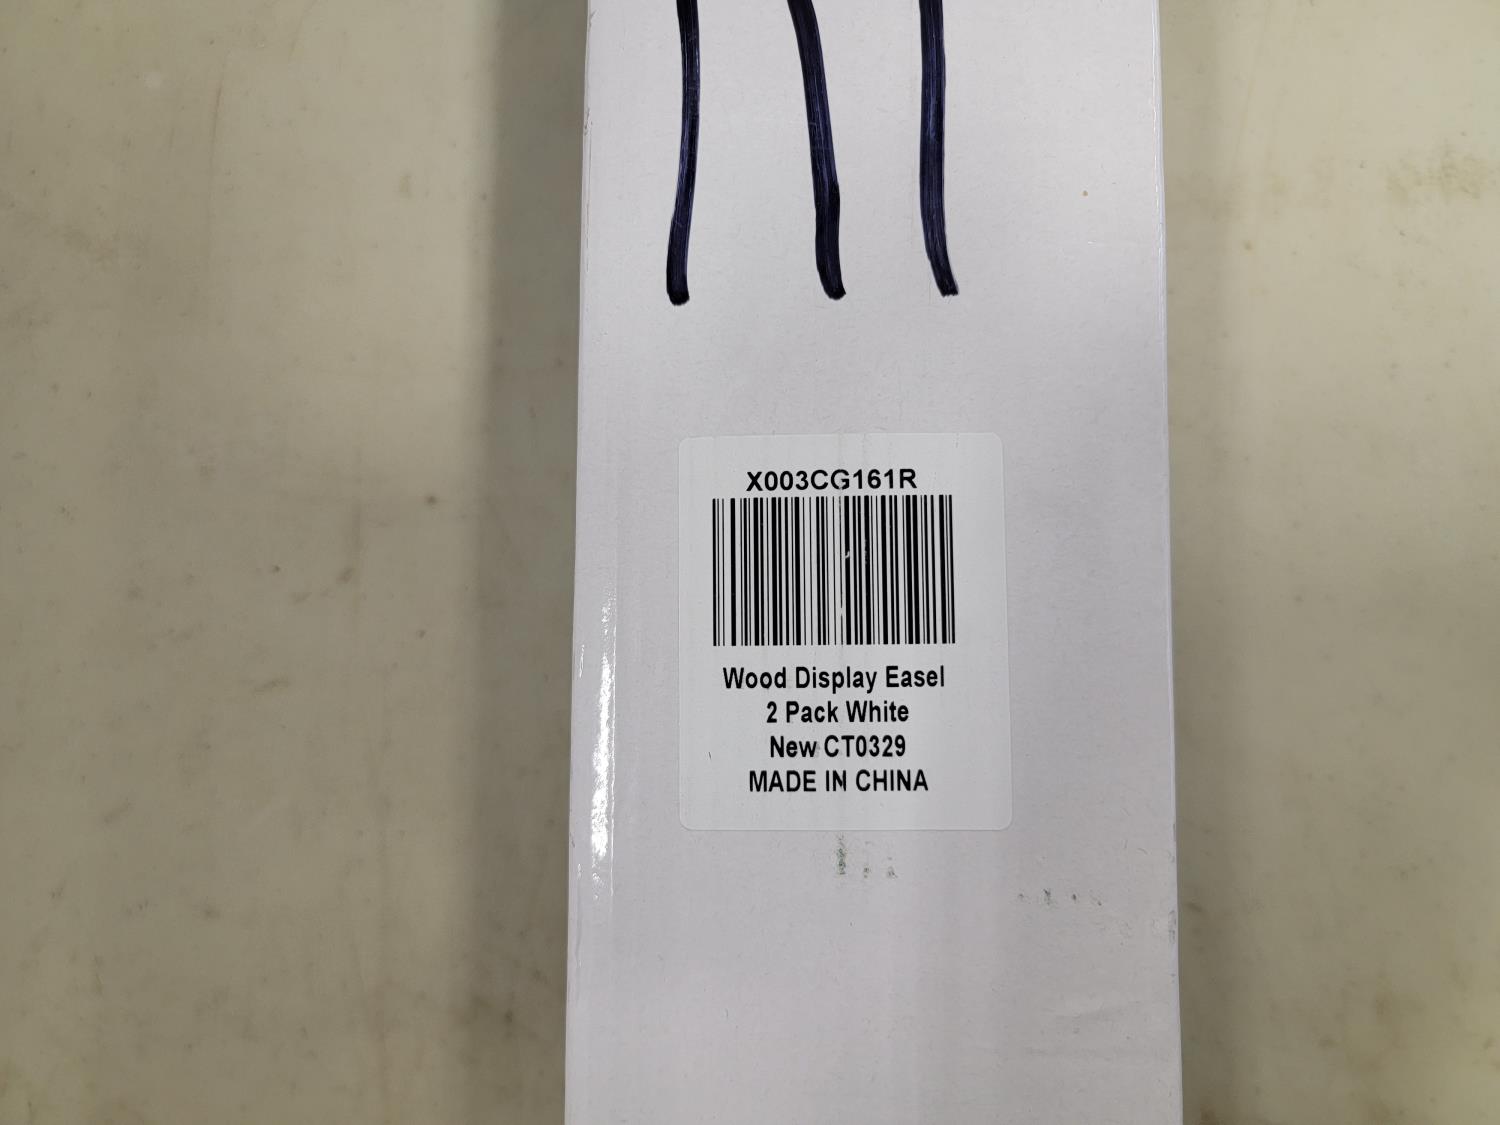 X003CG161R
Wood Display Easel
2 Pack White
New CT0329
MADE IN CHINA